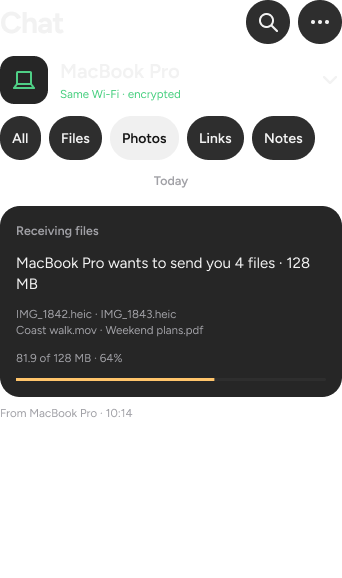 Chat
MacBook Pro
Same Wi-Fi · encrypted
All
Files
Photos
Links
Notes
Today
Receiving files
MacBook Pro wants to send you 4 files · 128
MB
IMG_1842.heic · IMG_1843.heic
Coast walk.mov · Weekend plans.pdf
81.9 of 128 MB · 64%
From MacBook Pro · 10:14